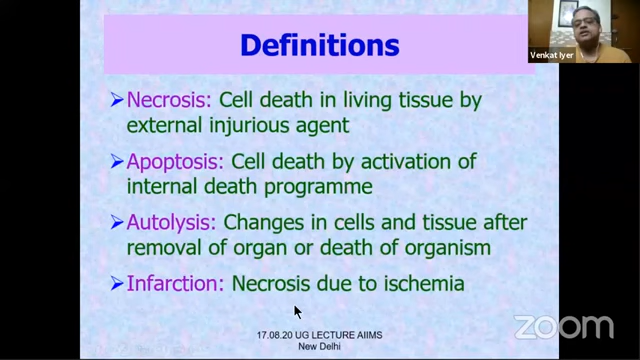 Definitions
Venkat Iyer
Necrosis: Cell death in living tissue by
external injurious agent
Apoptosis: Cell death by activation of
internal death programme
Autolysis: Changes in cells and tissue after
removal of organ or death of organism
Infarction: Necrosis due to ischemia
17.08.20 UG LECTURE AIIMS
New Delhi
zoom